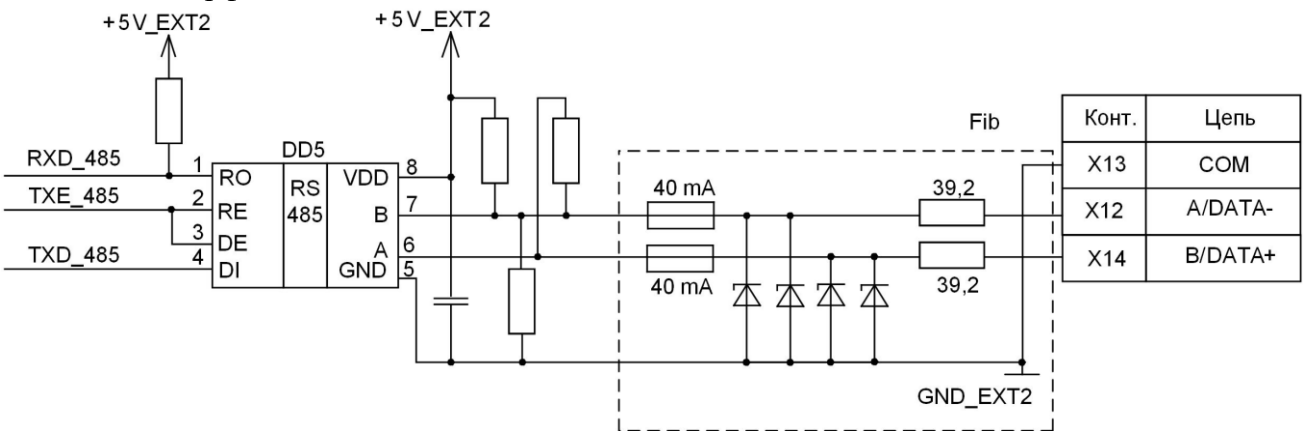 +5V_EXT2
+5V_EXT2
Fib
Конт.
Цепь
RXD_485
1
RO
DD5
VDD
8
X13
COM
TXE_485
2
RE
RS
485
B
7
40 mA
39,2
X12
A/DATA-
3
DE
A
6
TXD_485
4
DI
GND
5
40 mA
39,2
X14
B/DATA+
GND_EXT2